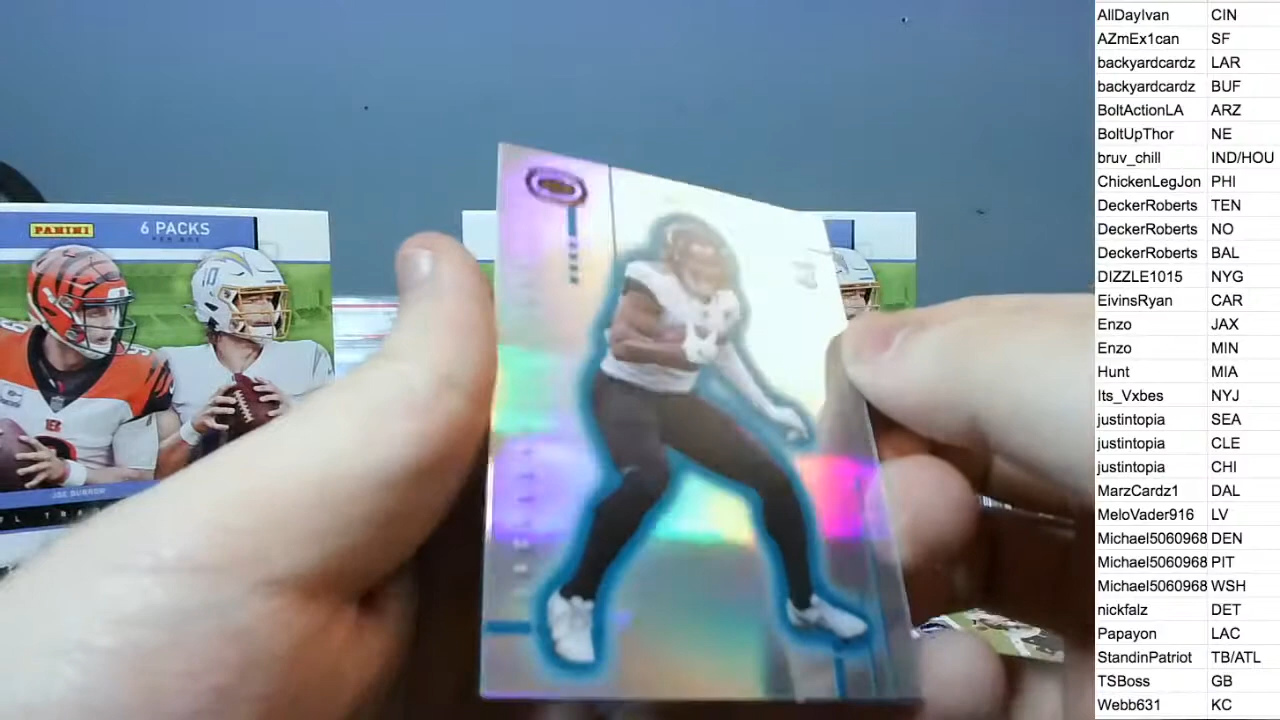 PANINI
6 PACKS
PER BOX
JOE BURROW
AllDayIvan CIN
AZmEx1can SF
backyardcardz LAR
backyardcardz BUF
BoltActionLA ARZ
BoltUpThor NE
bruv_chill IND/HOU
ChickenLegJon PHI
DeckerRoberts TEN
DeckerRoberts NO
DeckerRoberts BAL
DIZZLE1015 NYG
EivinsRyan CAR
Enzo JAX
Enzo MIN
Hunt MIA
Its_Vxbes NYJ
justintopia SEA
justintopia CLE
justintopia CHI
MarzCardz1 DAL
MeloVader916 LV
Michael5060968 DEN
Michael5060968 PIT
Michael5060968 WSH
nickfalz DET
Papayon LAC
StandinPatriot TB/ATL
TSBoss GB
Webb631 KC